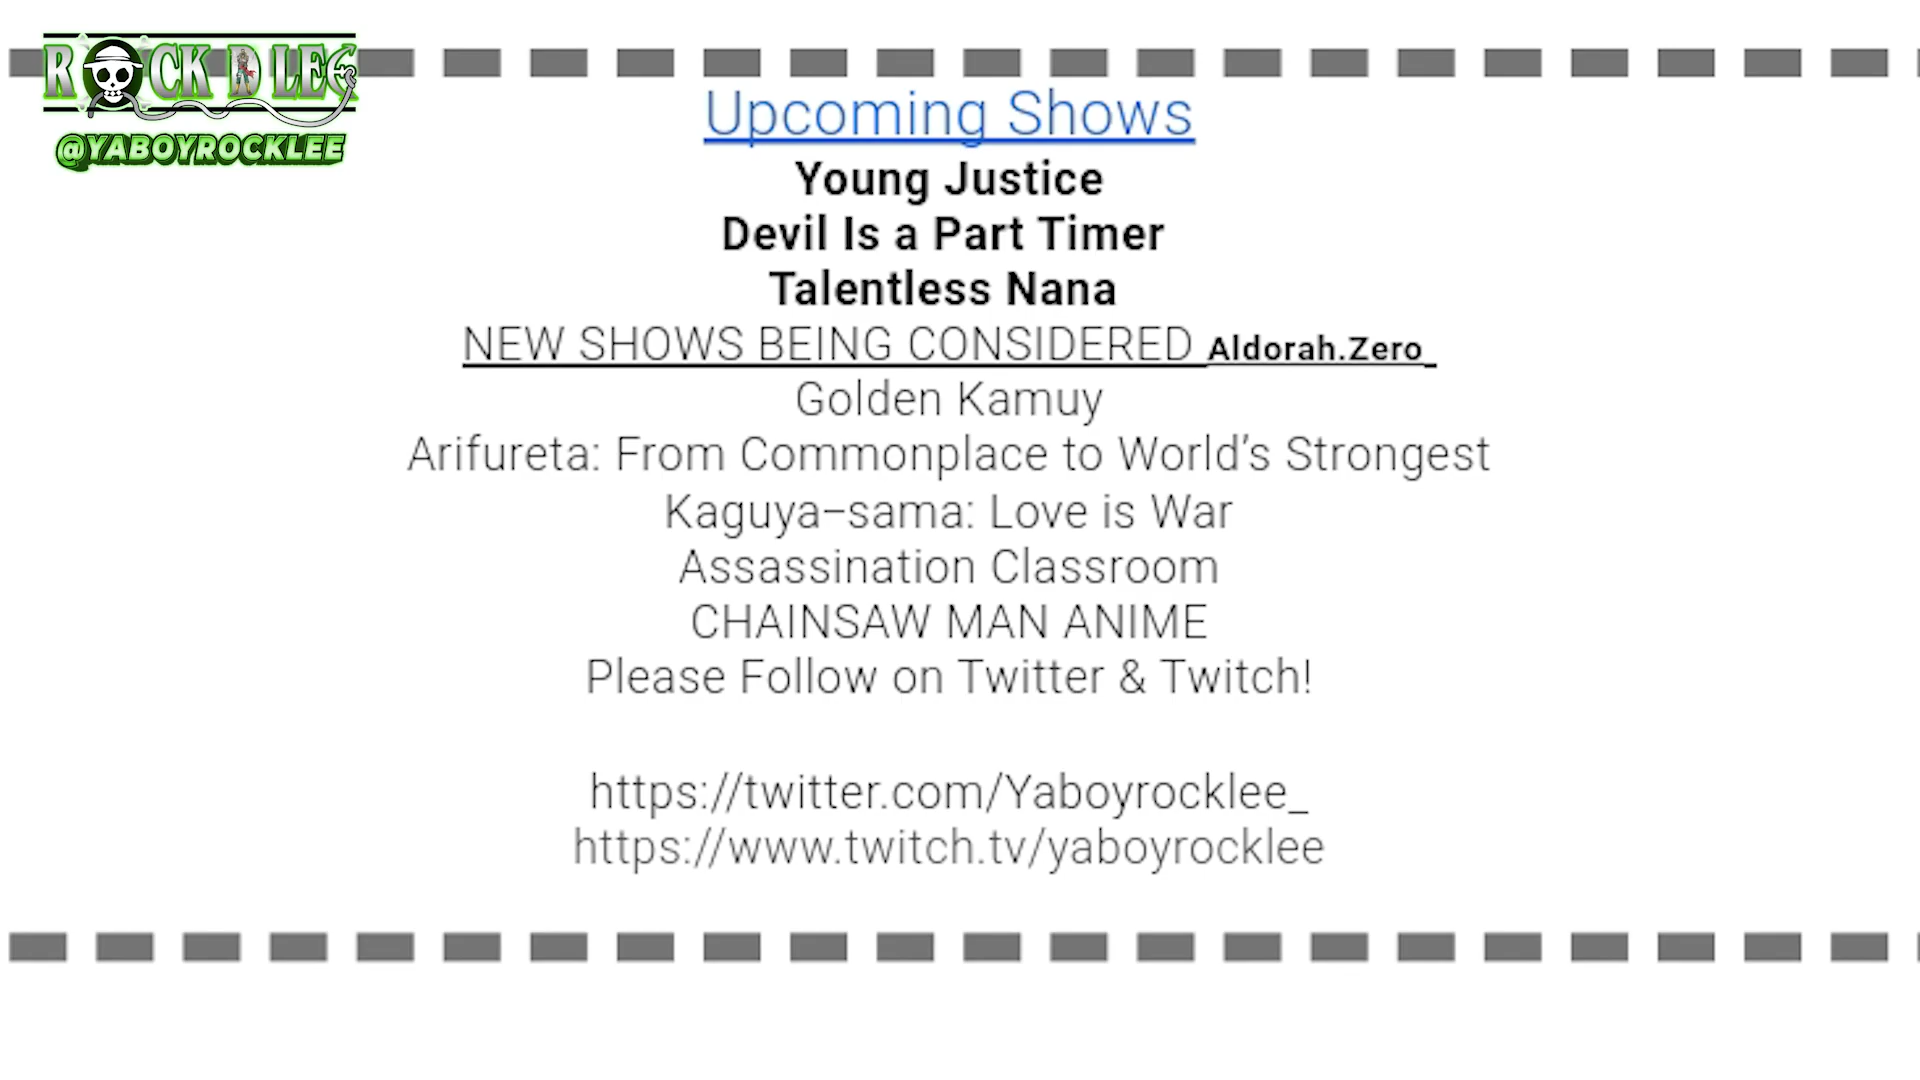 ROCK D LEE
@YABOYROCKLEE
Upcoming Shows
Young Justice
Devil Is a Part Timer
Talentless Nana
NEW SHOWS BEING CONSIDERED Aldorah.Zero_
Golden Kamuy
Arifureta: From Commonplace to World’s Strongest
Kaguya–sama: Love is War
Assassination Classroom
CHAINSAW MAN ANIME
Please Follow on Twitter & Twitch!
https://twitter.com/Yaboyrocklee_
https://www.twitch.tv/yaboyrocklee